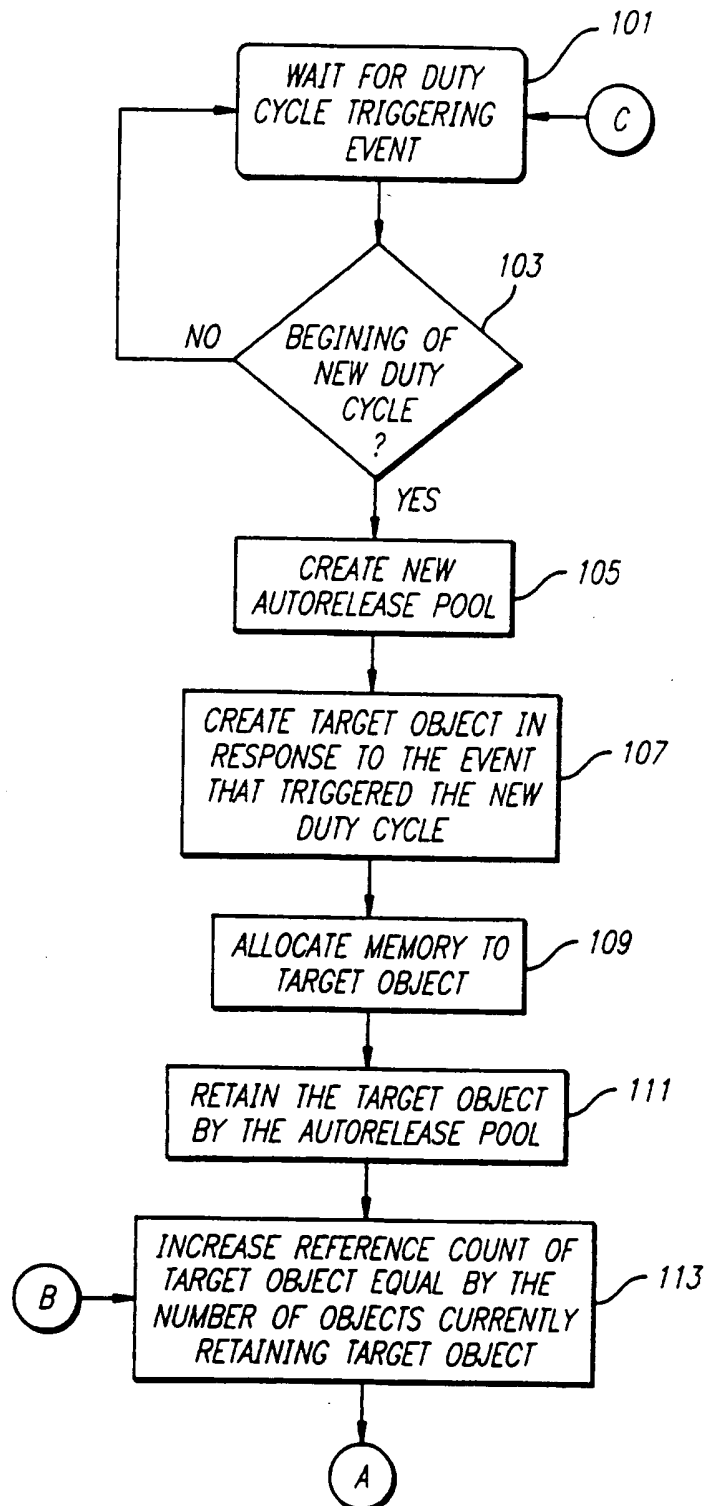 101
WAIT FOR DUTY
CYCLE TRIGGERING
EVENT
C
103
NO
BEGINING OF
NEW DUTY
CYCLE
?
YES
CREATE NEW
AUTORELEASE POOL
105
CREATE TARGET OBJECT IN
RESPONSE TO THE EVENT
THAT TRIGGERED THE NEW
DUTY CYCLE
107
ALLOCATE MEMORY TO
TARGET OBJECT
109
RETAIN THE TARGET OBJECT
BY THE AUTORELEASE POOL
111
INCREASE REFERENCE COUNT OF
TARGET OBJECT EQUAL BY THE
NUMBER OF OBJECTS CURRENTLY
RETAINING TARGET OBJECT
113
B
A